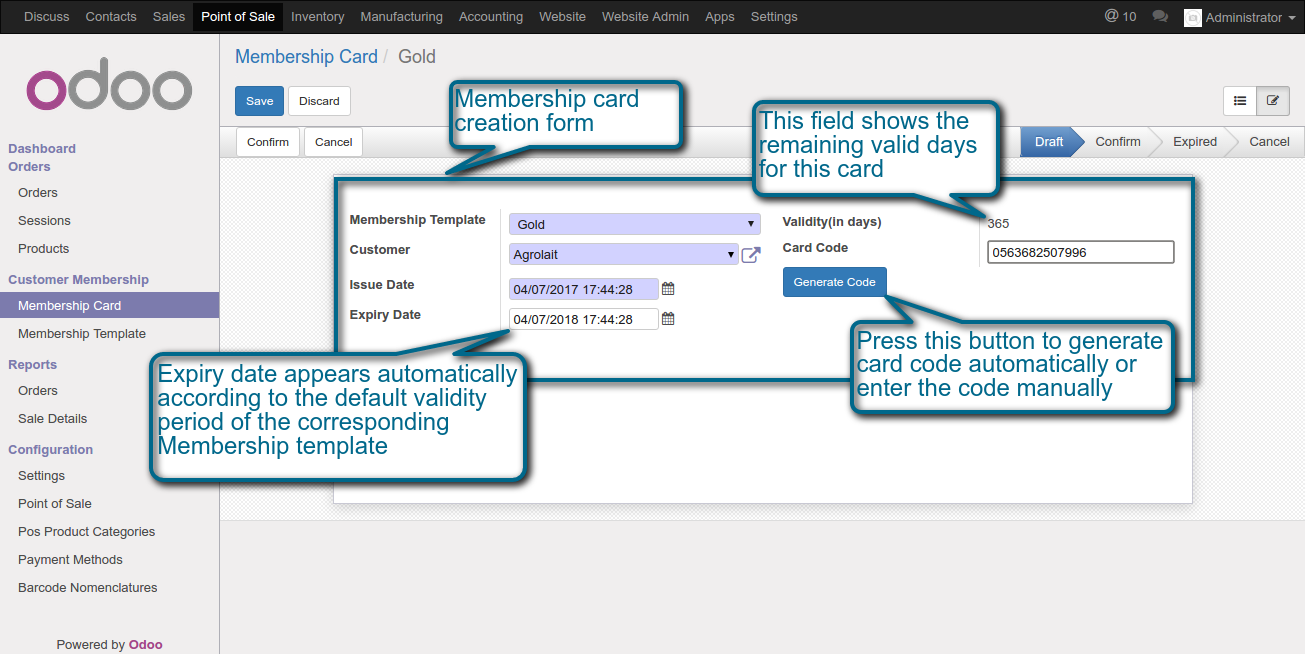 Discuss Contacts Sales Point of Sale Inventory Manufacturing Accounting Website Website Admin Apps Settings @ 10 Administrator
odoo
Membership Card / Gold
Save Discard
Confirm Cancel
Draft Confirm Expired Cancel
Membership card
creation form
This field shows the
remaining valid days
for this card
Dashboard
Orders
Orders
Sessions
Products
Customer Membership
Membership Card
Membership Template
Reports
Orders
Sale Details
Configuration
Settings
Point of Sale
Pos Product Categories
Payment Methods
Barcode Nomenclatures
Powered by Odoo
Membership Template Gold
Customer Agrolait
Issue Date 04/07/2017 17:44:28
Expiry Date 04/07/2018 17:44:28
Validity(in days) 365
Card Code 0563682507996
Generate Code
Expiry date appears automatically
according to the default validity
period of the corresponding
Membership template
Press this button to generate
card code automatically or
enter the code manually